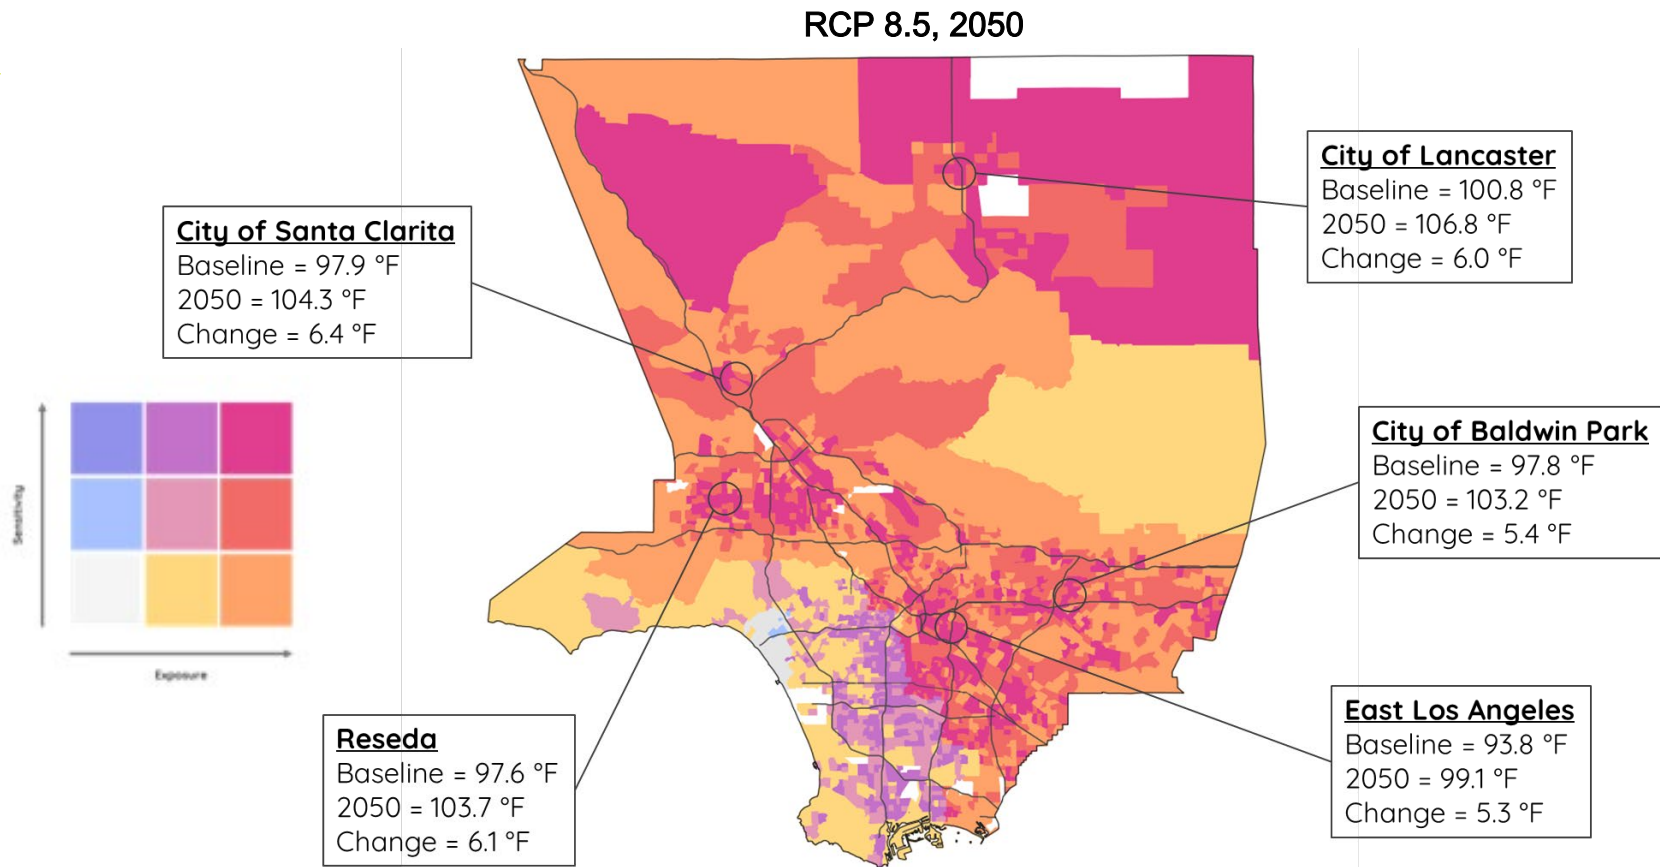 RCP 8.5, 2050
City of Lancaster
Baseline = 100.8 °F
2050 = 106.8 °F
Change = 6.0 °F
City of Santa Clarita
Baseline = 97.9 °F
2050 = 104.3 °F
Change = 6.4 °F
Sensitivity
Exposure
City of Baldwin Park
Baseline = 97.8 °F
2050 = 103.2 °F
Change = 5.4 °F
Reseda
Baseline = 97.6 °F
2050 = 103.7 °F
Change = 6.1 °F
East Los Angeles
Baseline = 93.8 °F
2050 = 99.1 °F
Change = 5.3 °F